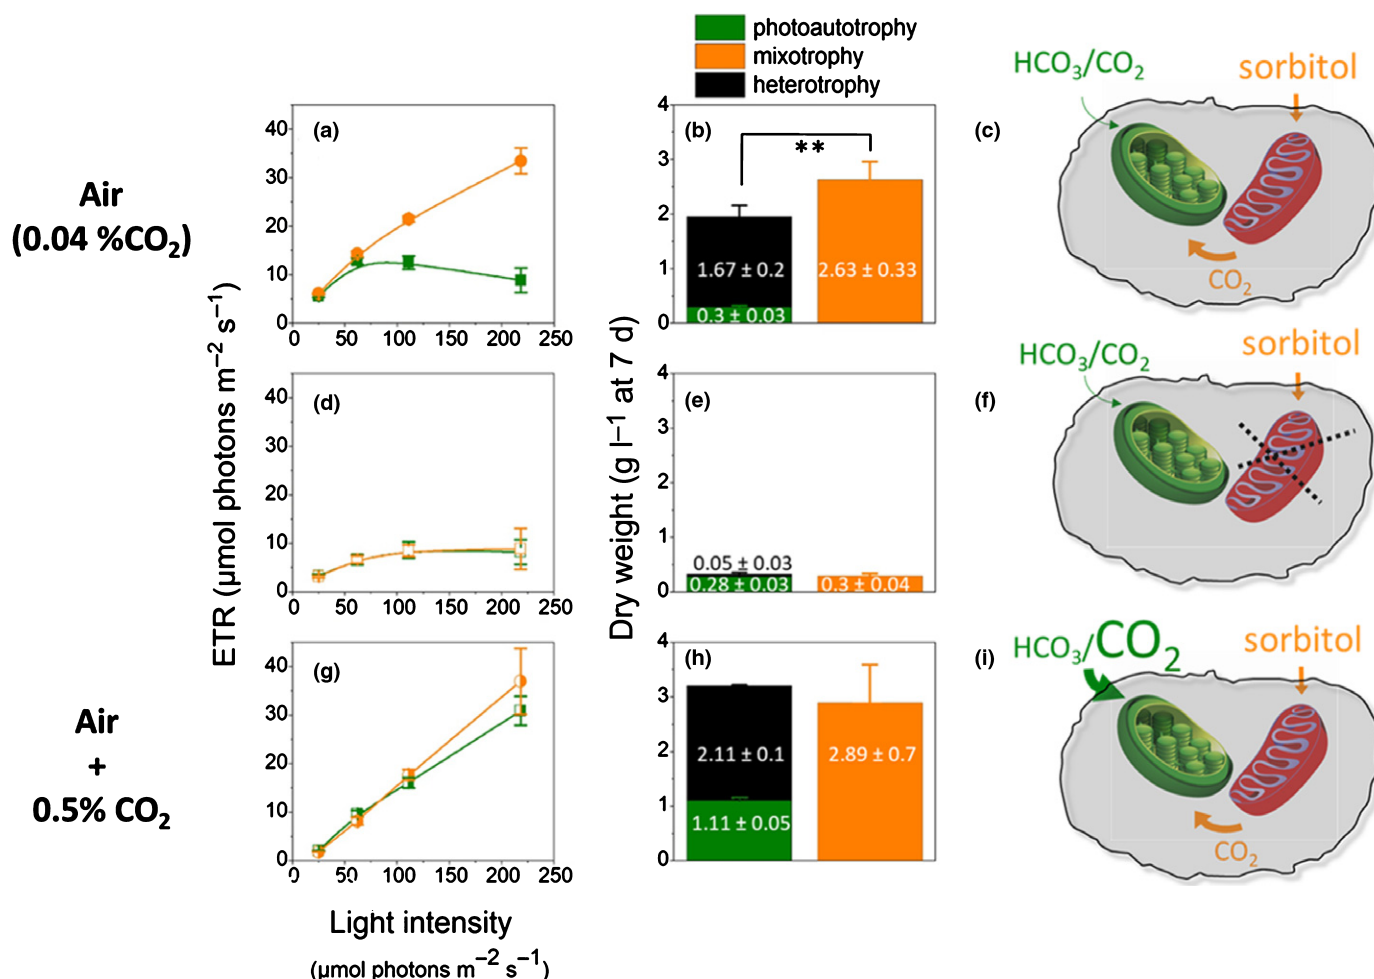 photoautotrophy
mixotrophy
heterotrophy
Air
(0.04 %CO₂)
Air
+
0.5% CO₂
ETR (μmol photons m⁻² s⁻¹)
(a)
40
30
20
10
0
0 50 100 150 200 250
(d)
40
30
20
10
0
0 50 100 150 200 250
(g)
40
30
20
10
0
0 50 100 150 200 250
Light intensity
(μmol photons m⁻² s⁻¹)
Dry weight (g l⁻¹ at 7 d)
(b)
**
4
3
2
1
0
1.67 ± 0.2
0.3 ± 0.03
2.63 ± 0.33
(e)
4
3
2
1
0
0.05 ± 0.03
0.28 ± 0.03
0.3 ± 0.04
(h)
4
3
2
1
0
2.11 ± 0.1
1.11 ± 0.05
2.89 ± 0.7
(c)
HCO₃/CO₂
sorbitol
CO₂
(f)
HCO₃/CO₂
sorbitol
(i)
HCO₃/CO₂
sorbitol
CO₂